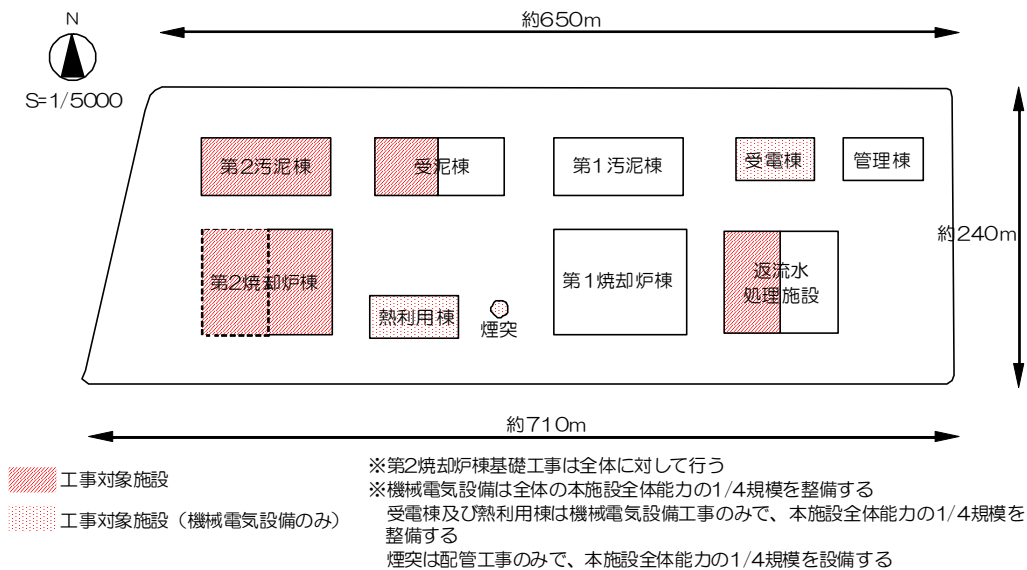 約650m
N
S=1/5000
第2汚泥棟
受泥棟
第1汚泥棟
受電棟
管理棟
約240m
第2焼却炉棟
熱利用棟
煙突
第1焼却炉棟
返流水
処理施設
約710m
工事対象施設
工事対象施設（機械電気設備のみ）
※第2焼却炉棟基礎工事は全体に対して行う
※機械電気設備は全体の本施設全体能力の1/4規模を整備する
受電棟及び熱利用棟は機械電気設備工事のみで、本施設全体能力の1/4規模を
整備する
煙突は配管工事のみで、本施設全体能力の1/4規模を設備する